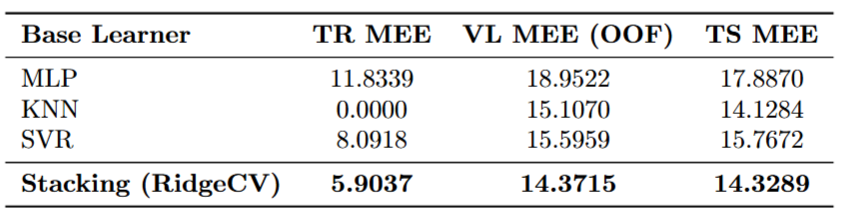 Base Learner TR MEE VL MEE (OOF) TS MEE
MLP 11.8339 18.9522 17.8870
KNN 0.0000 15.1070 14.1284
SVR 8.0918 15.5959 15.7672
Stacking (RidgeCV) 5.9037 14.3715 14.3289